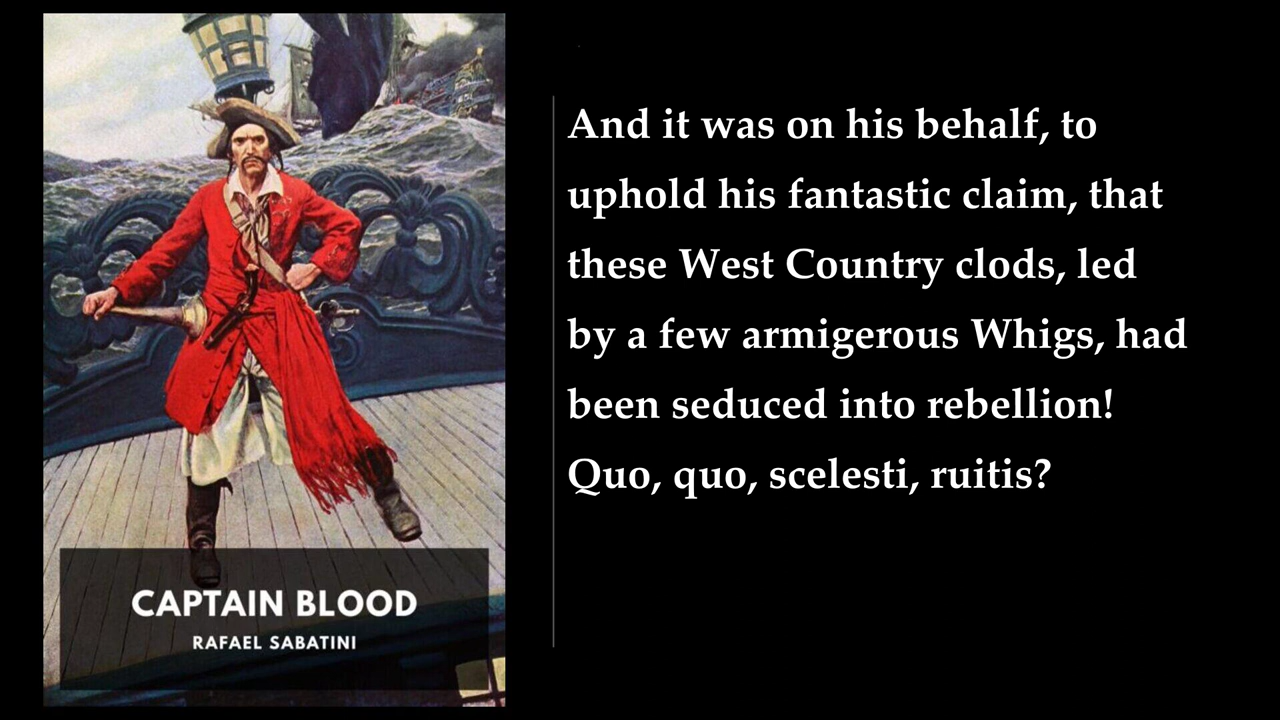 CAPTAIN BLOOD
RAFAEL SABATINI
And it was on his behalf, to
uphold his fantastic claim, that
these West Country clods, led
by a few armigerous Whigs, had
been seduced into rebellion!
Quo, quo, scelesti, ruitis?